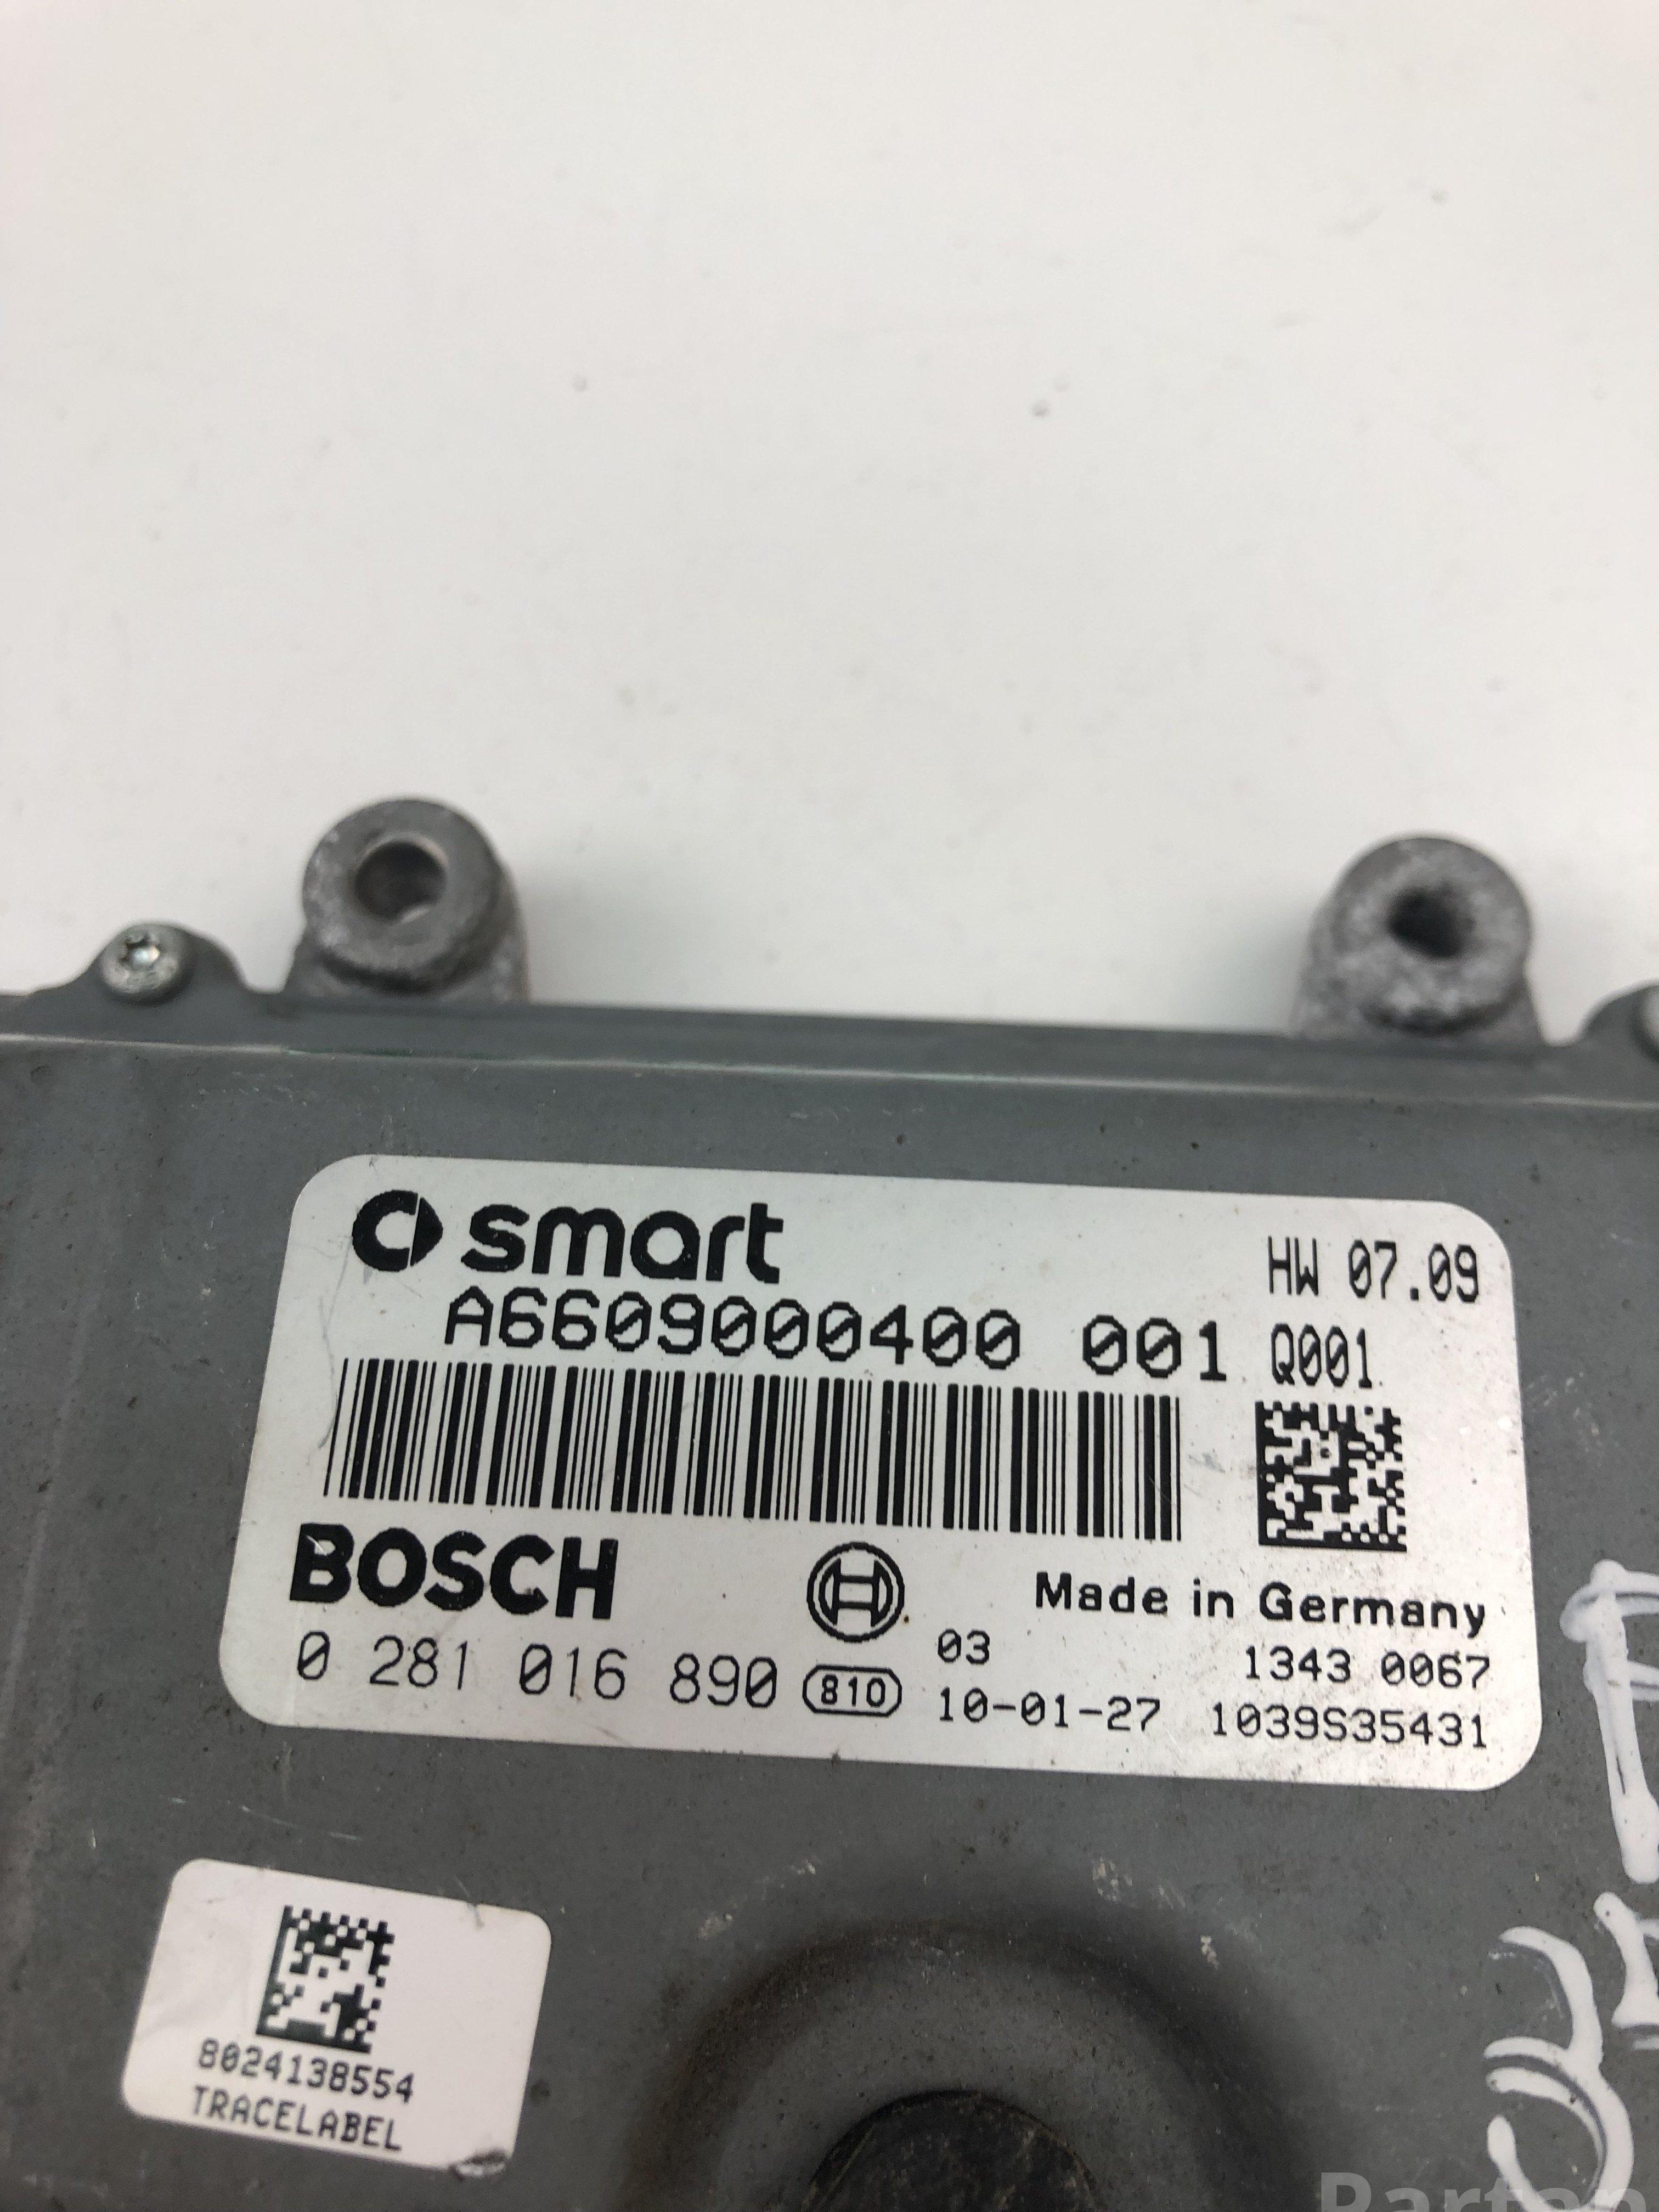 smart
HW 07.09
A6609000400 001 Q001
BOSCH
Made in Germany
0 281 016 890 810
03
1343 0067
10-01-27 1039S35431
8024138554
TRACELABEL